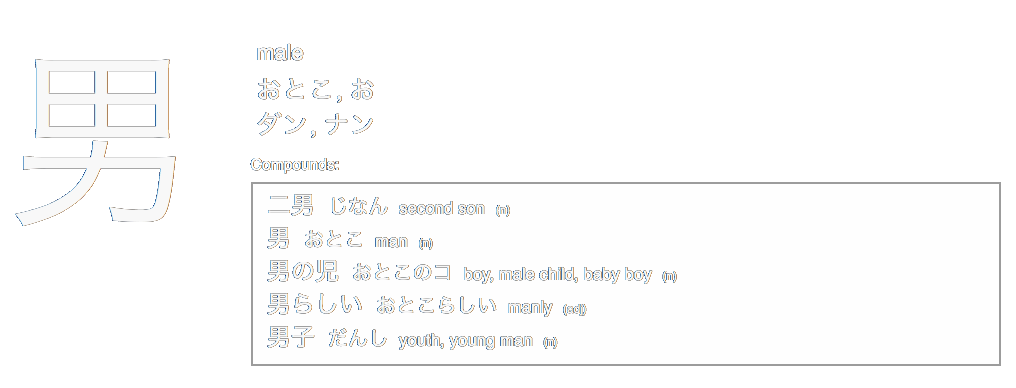 男
male
おとこ, お
ダン, ナン
Compounds:
二男 じなん second son (n)
男 おとこ man (n)
男の児 おとこのコ boy, male child, baby boy (n)
男らしい おとこらしい manly (adj)
男子 だんし youth, young man (n)